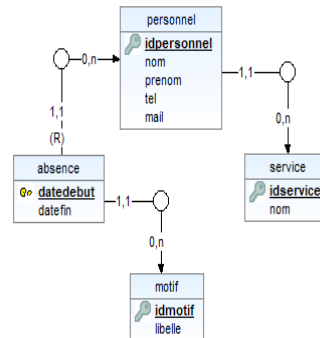 personnel
idpersonnel
nom
prenom
tel
mail
0,n
1,1
1,1
(R)
0,n
absence
datedebut
datefin
1,1
service
idservice
nom
0,n
motif
idmotif
libelle